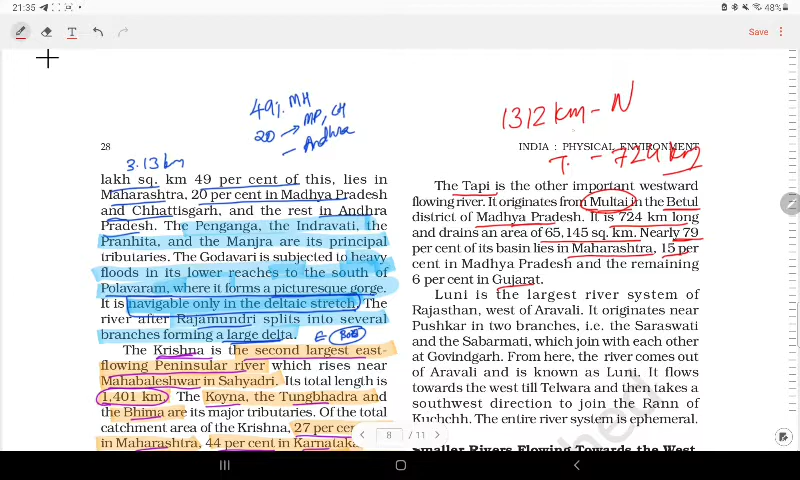 21:35
48%
T
Save
49% MH
20 → MP, CH
- Andhra
3.13 km
28
lakh sq. km 49 per cent of this, lies in
Maharashtra, 20 per cent in Madhya Pradesh
and Chhattisgarh, and the rest in Andhra
Pradesh. The Penganga, the Indravati, the
Pranhita, and the Manjra are its principal
tributaries. The Godavari is subjected to heavy
floods in its lower reaches to the south of
Polavaram, where it forms a picturesque gorge.
It is navigable only in the deltaic stretch. The
river after Rajamundri splits into several
branches forming a large delta.
The Krishna is the second largest east-
flowing Peninsular river which rises near
Mahabaleshwar in Sahyadri. Its total length is
1,401 km. The Koyna, the Tungbhadra and
the Bhima are its major tributaries. Of the total
catchment area of the Krishna, 27 per cen
in Maharashtra, 44 per cent in Karnataka
1312 km - N
INDIA : PHYSICAL ENVIRONMENT
T. - 724 km
The Tapi is the other important westward
flowing river. It originates from Multai in the Betul
district of Madhya Pradesh. It is 724 km long
and drains an area of 65,145 sq. km. Nearly 79
per cent of its basin lies in Maharashtra, 15 per
cent in Madhya Pradesh and the remaining
6 per cent in Gujarat.
Luni is the largest river system of
Rajasthan, west of Aravali. It originates near
Pushkar in two branches, i.e. the Saraswati
and the Sabarmati, which join with each other
at Govindgarh. From here, the river comes out
of Aravali and is known as Luni. It flows
towards the west till Telwara and then takes a
southwest direction to join the Rann of
Kuchchh. The entire river system is ephemeral.
Smaller Rivers Flowing Towards the West
8 / 11